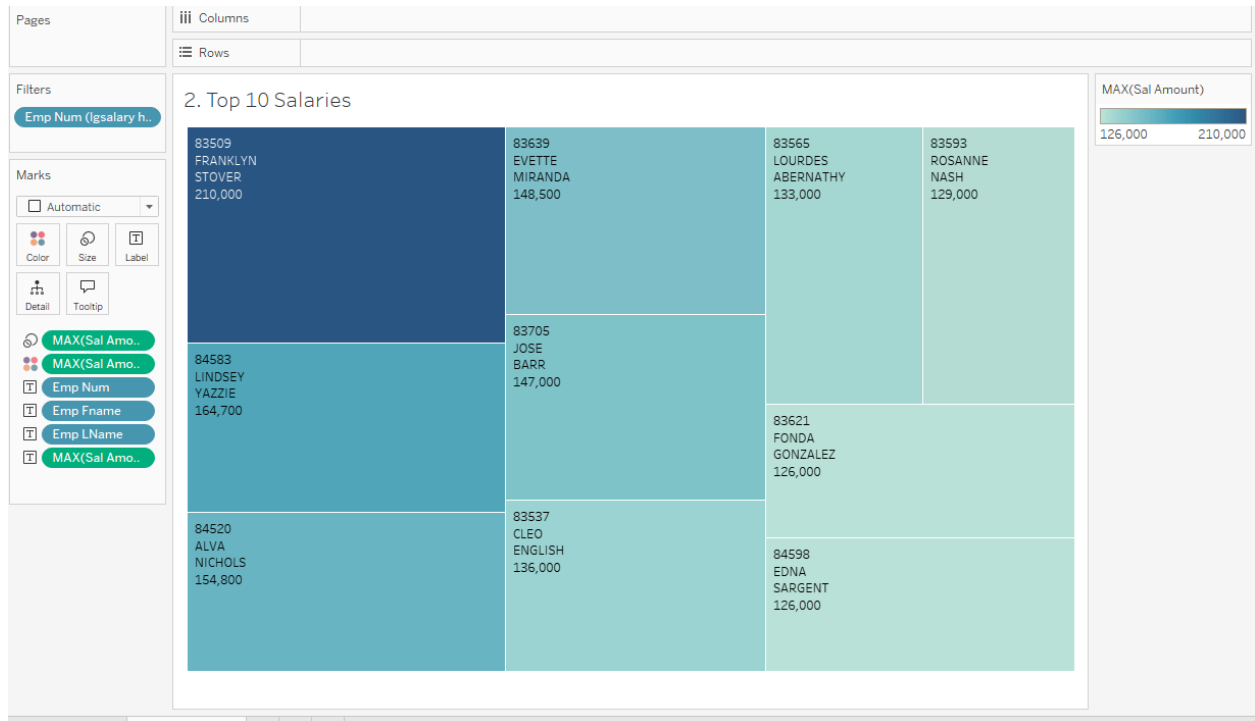 Pages
Columns
Rows
Filters
Emp Num (lgsalary h..
Marks
Automatic
Color
Size
Label
Detail
Tooltip
MAX(Sal Amo..
MAX(Sal Amo..
Emp Num
Emp Fname
Emp LName
MAX(Sal Amo..
2. Top 10 Salaries
83509
FRANKLYN
STOVER
210,000
84583
LINDSEY
YAZZIE
164,700
84520
ALVA
NICHOLS
154,800
83639
EVETTE
MIRANDA
148,500
83705
JOSE
BARR
147,000
83537
CLEO
ENGLISH
136,000
83565
LOURDES
ABERNATHY
133,000
83593
ROSANNE
NASH
129,000
83621
FONDA
GONZALEZ
126,000
84598
EDNA
SARGENT
126,000
MAX(Sal Amount)
126,000 210,000